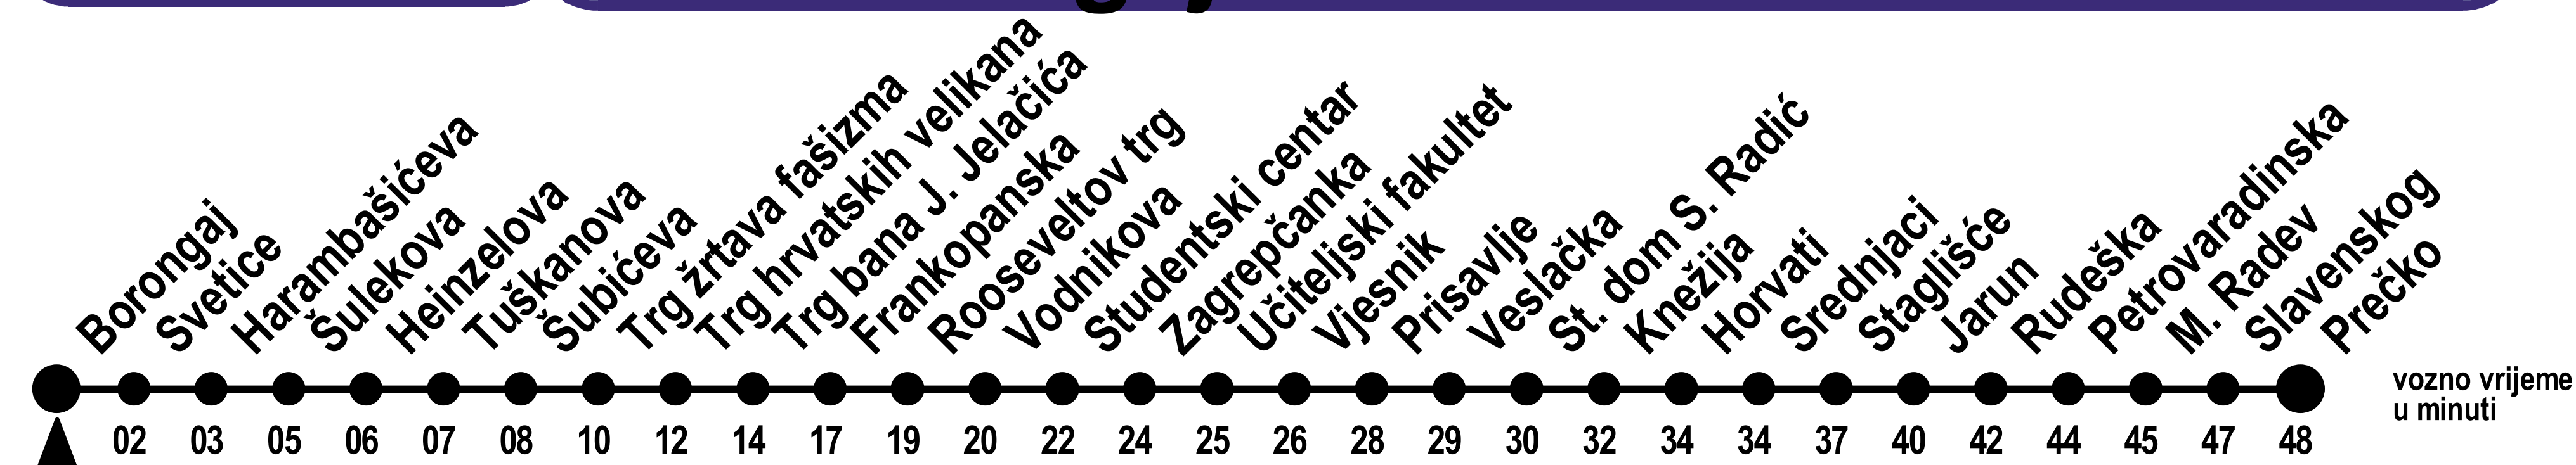 Borongaj
Svetice
Harambašićeva
Šulekova
Heinzelova
Tuškanova
Šubićeva
Trg žrtava fašizma
Trg hrvatskih velikana
Trg bana J. Jelačića
Frankopanska
Rooseveltov trg
Vodnikova
Studentski centar
Zagrepčanka
Učiteljski fakultet
Vjesnik
Prisavlje
Veslačka
St. dom S. Radić
Knežija
Horvati
Srednjaci
Staglišće
Jarun
Rudeška
Petrovaradinska
M. Radev
Slavenskog
Prečko
vozno vrijeme
u minuti
02 03 05 06 07 08 10 12 14 17 19 20 22 24 25 26 28 29 30 32 34 34 37 40 42 44 45 47 48